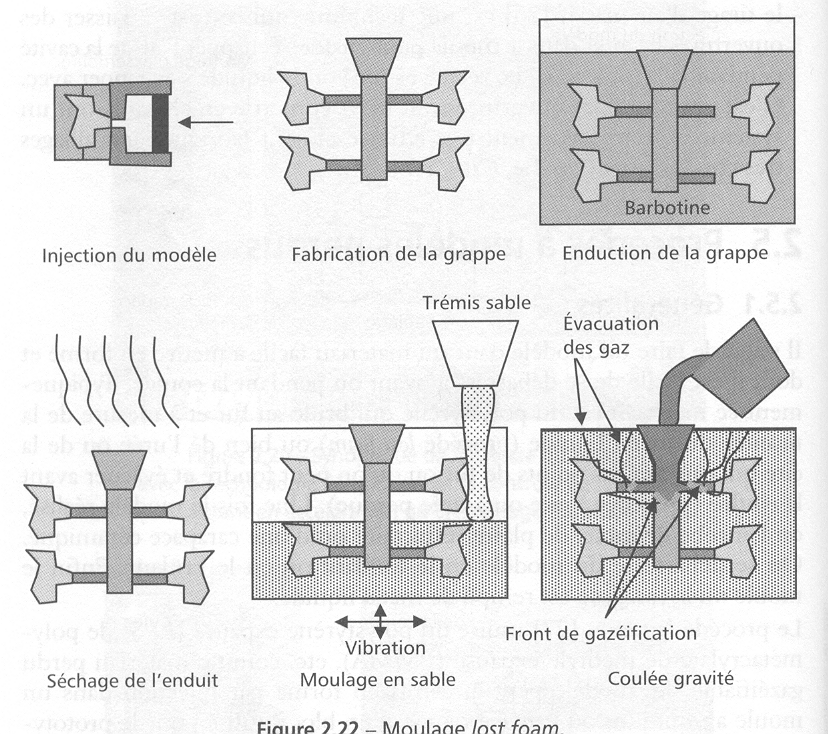 Injection du modèle
Fabrication de la grappe
Barbotine
Enduction de la grappe
Trémis sable
Évacuation
des gaz
Front de gazéification
Vibration
Séchage de l'enduit
Moulage en sable
Coulée gravité
Figure 2.22 – Moulage lost foam.